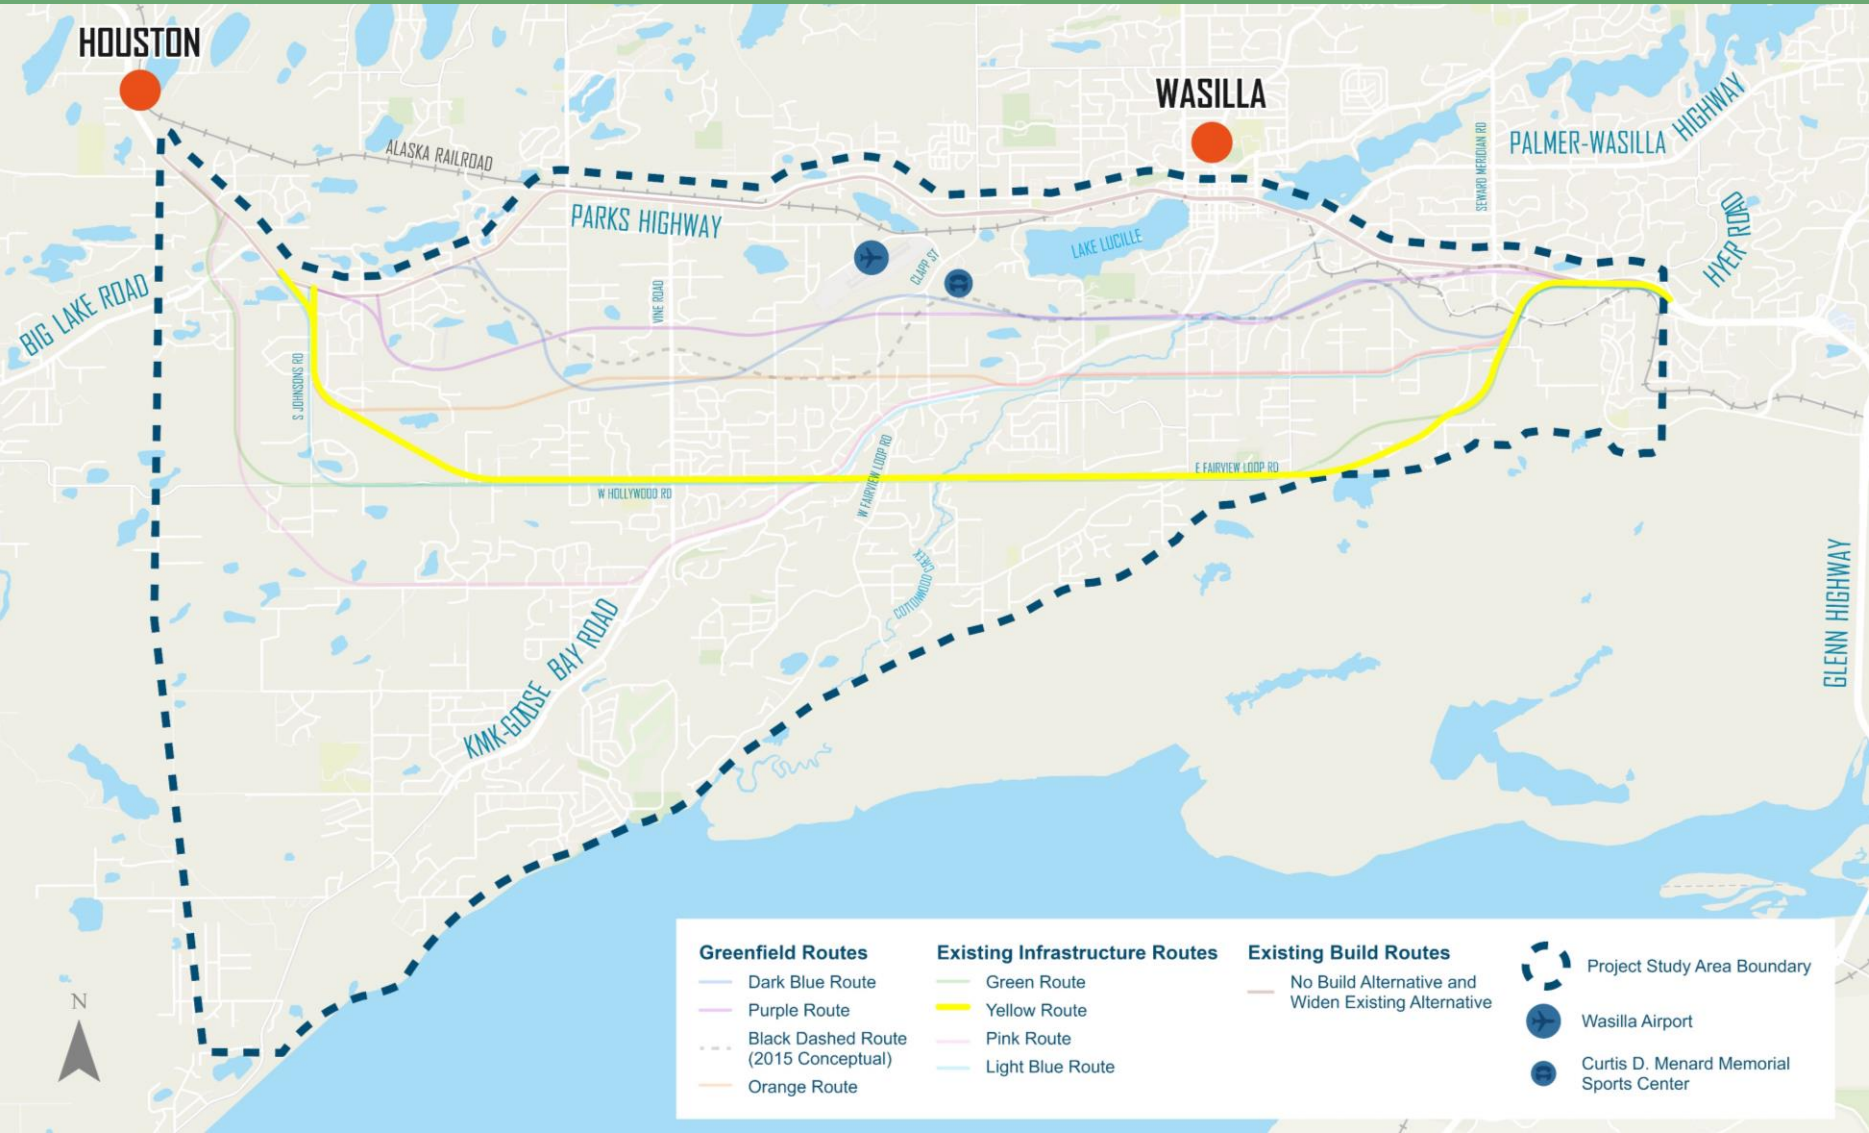 HOUSTON
WASILLA
ALASKA RAILROAD
PARKS HIGHWAY
PALMER-WASILLA HIGHWAY
SEWARD MERIDIAN RD
HYER ROAD
BIG LAKE ROAD
LAKE LUCILLE
CLAPP ST
VINE ROAD
S JOHNSONS RD
W HOLLYWOOD RD
W FAIRVIEW LOOP RD
E FAIRVIEW LOOP RD
COTTONWOOD CREEK
KMK-GOOSE BAY ROAD
GLENN HIGHWAY
N
Greenfield Routes
Dark Blue Route
Purple Route
Black Dashed Route
(2015 Conceptual)
Orange Route
Existing Infrastructure Routes
Green Route
Yellow Route
Pink Route
Light Blue Route
Existing Build Routes
No Build Alternative and
Widen Existing Alternative
Project Study Area Boundary
Wasilla Airport
Curtis D. Menard Memorial
Sports Center